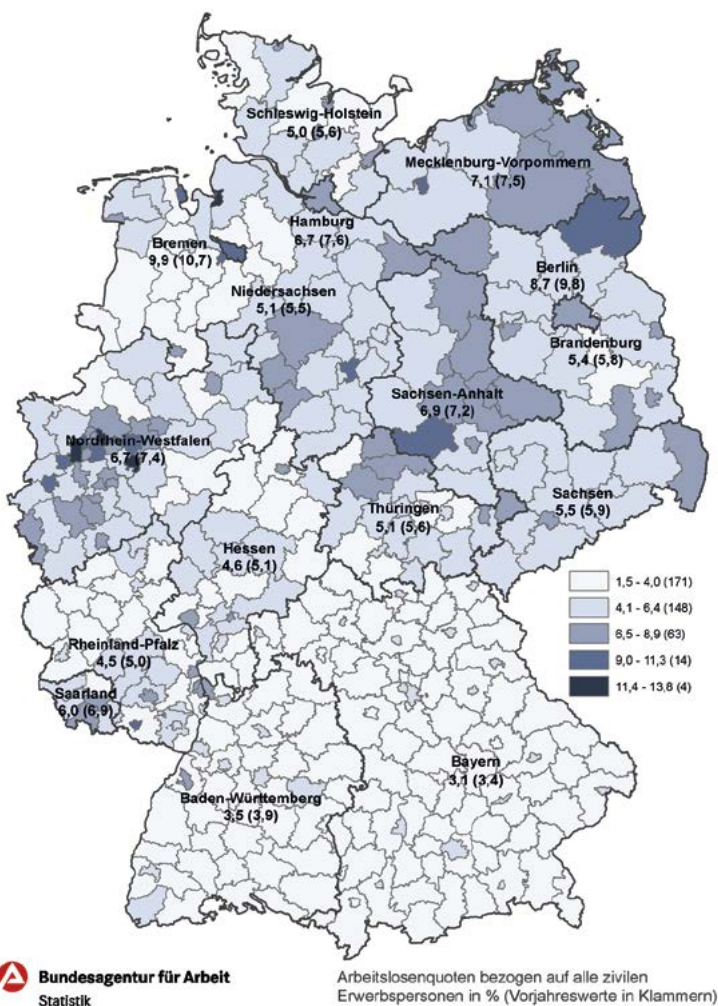 Schleswig-Holstein
5,0 (5,6)
Mecklenburg-Vorpommern
7,1 (7,5)
Hamburg
6,7 (7,6)
Bremen
9,9 (10,7)
Berlin
8,7 (9,8)
Niedersachsen
5,1 (5,5)
Brandenburg
5,4 (5,8)
Sachsen-Anhalt
6,9 (7,2)
Nordrhein-Westfalen
6,7 (7,4)
Sachsen
5,5 (5,9)
Thüringen
5,1 (5,6)
Hessen
4,6 (5,1)
1,5 - 4,0 (171)
4,1 - 6,4 (148)
6,5 - 8,9 (63)
9,0 - 11,3 (14)
11,4 - 13,8 (4)
Rheinland-Pfalz
4,5 (5,0)
Saarland
6,0 (6,9)
Bayern
3,1 (3,4)
Baden-Württemberg
3,5 (3,9)
Bundesagentur für Arbeit
Statistik
Arbeitslosenquoten bezogen auf alle zivilen
Erwerbspersonen in % (Vorjahreswerte in Klammern)